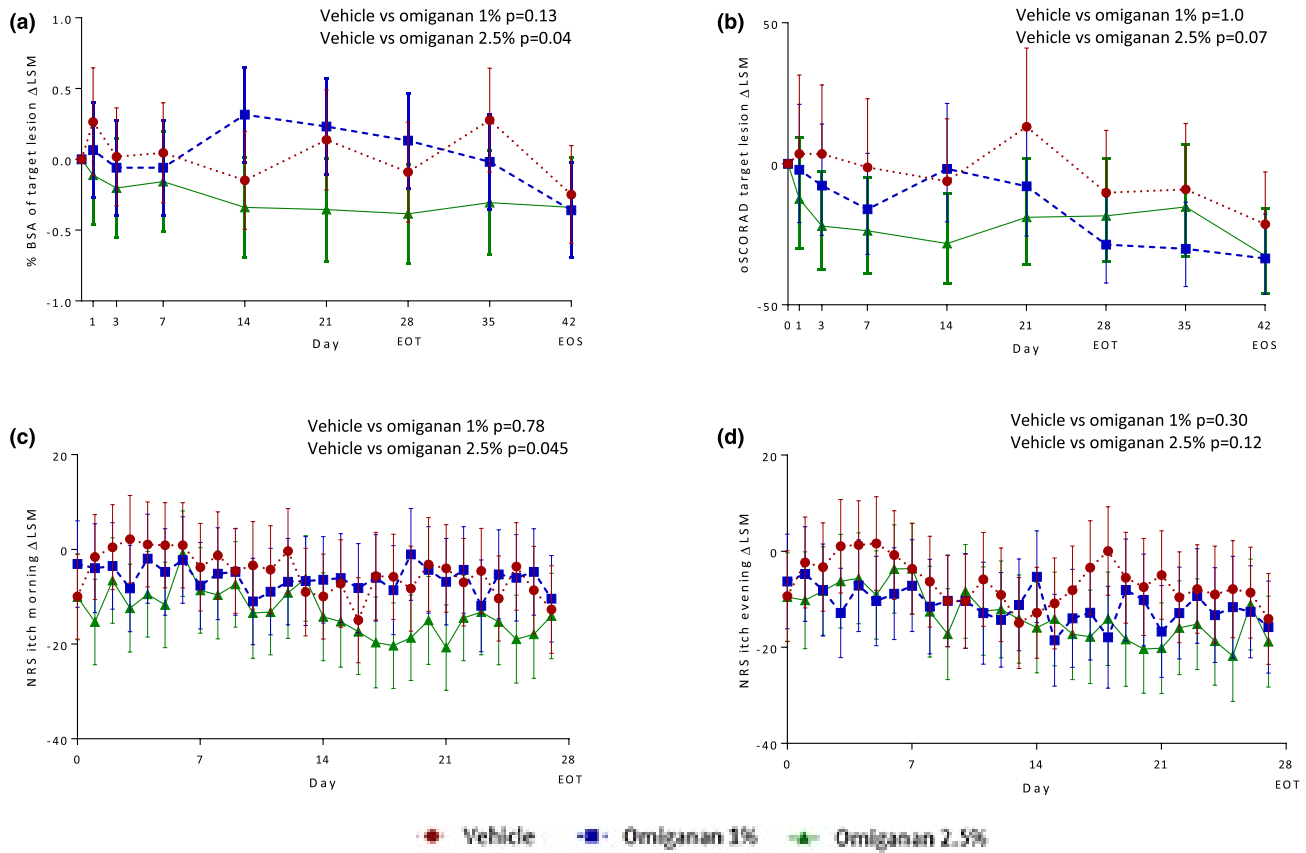 (a)
Vehicle vs omiganan 1% p=0.13
Vehicle vs omiganan 2.5% p=0.04
% BSA of target lesion ΔLSM
1.0
0.5
0.0
-0.5
-1.0
1 3 7 14 21 28 35 42
Day EOT EOS
(b)
Vehicle vs omiganan 1% p=1.0
Vehicle vs omiganan 2.5% p=0.07
oSCORAD target lesion ΔLSM
50
0
-50
0 1 3 7 14 21 28 35 42
Day EOT EOS
(c)
Vehicle vs omiganan 1% p=0.78
Vehicle vs omiganan 2.5% p=0.045
NRS itch morning ΔLSM
20
0
-20
-40
0 7 14 21 28
Day EOT
(d)
Vehicle vs omiganan 1% p=0.30
Vehicle vs omiganan 2.5% p=0.12
NRS itch evening ΔLSM
20
0
-20
-40
0 7 14 21 28
Day EOT
Vehicle Omiganan 1% Omiganan 2.5%